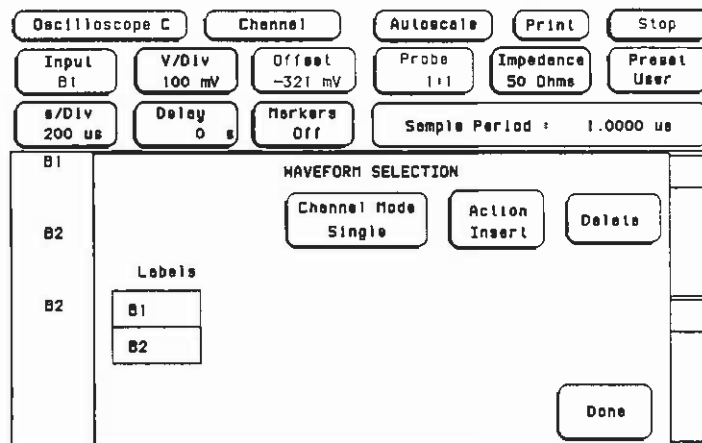 Oscilloscope C Channel Autoscale Print Stop
Input V/Div Offset Probe Impedance Preset
B1 100 mV -321 mV 1:1 50 Ohms User
s/Div Delay Markers
200 us 0 s Off Sample Period = 1.0000 us
B1 WAVEFORM SELECTION
Channel Mode Action
Single Insert Delete
B2
Labels
B2 B1
B2
Done